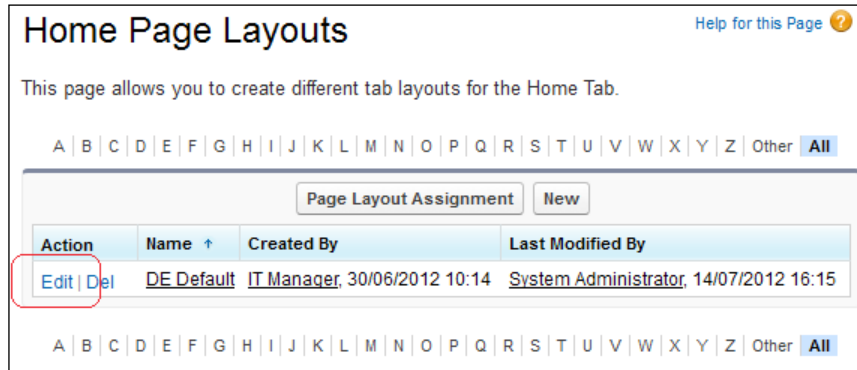 Home Page Layouts
Help for this Page ?
This page allows you to create different tab layouts for the Home Tab.
A | B | C | D | E | F | G | H | I | J | K | L | M | N | O | P | Q | R | S | T | U | V | W | X | Y | Z | Other | All
Page Layout Assignment New
Action Name ↑ Created By Last Modified By
Edit | Del DE Default IT Manager, 30/06/2012 10:14 System Administrator, 14/07/2012 16:15
A | B | C | D | E | F | G | H | I | J | K | L | M | N | O | P | Q | R | S | T | U | V | W | X | Y | Z | Other | All